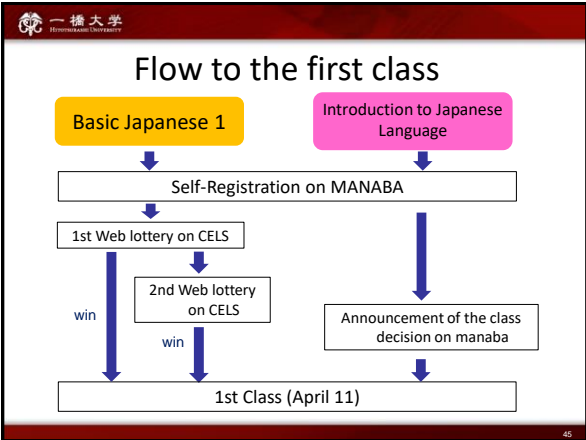 一橋大学
HITOTSUBASHI UNIVERSITY
Flow to the first class
Basic Japanese 1
Introduction to Japanese
Language
Self-Registration on MANABA
1st Web lottery on CELS
2nd Web lottery
on CELS
win
win
Announcement of the class
decision on manaba
1st Class (April 11)
45